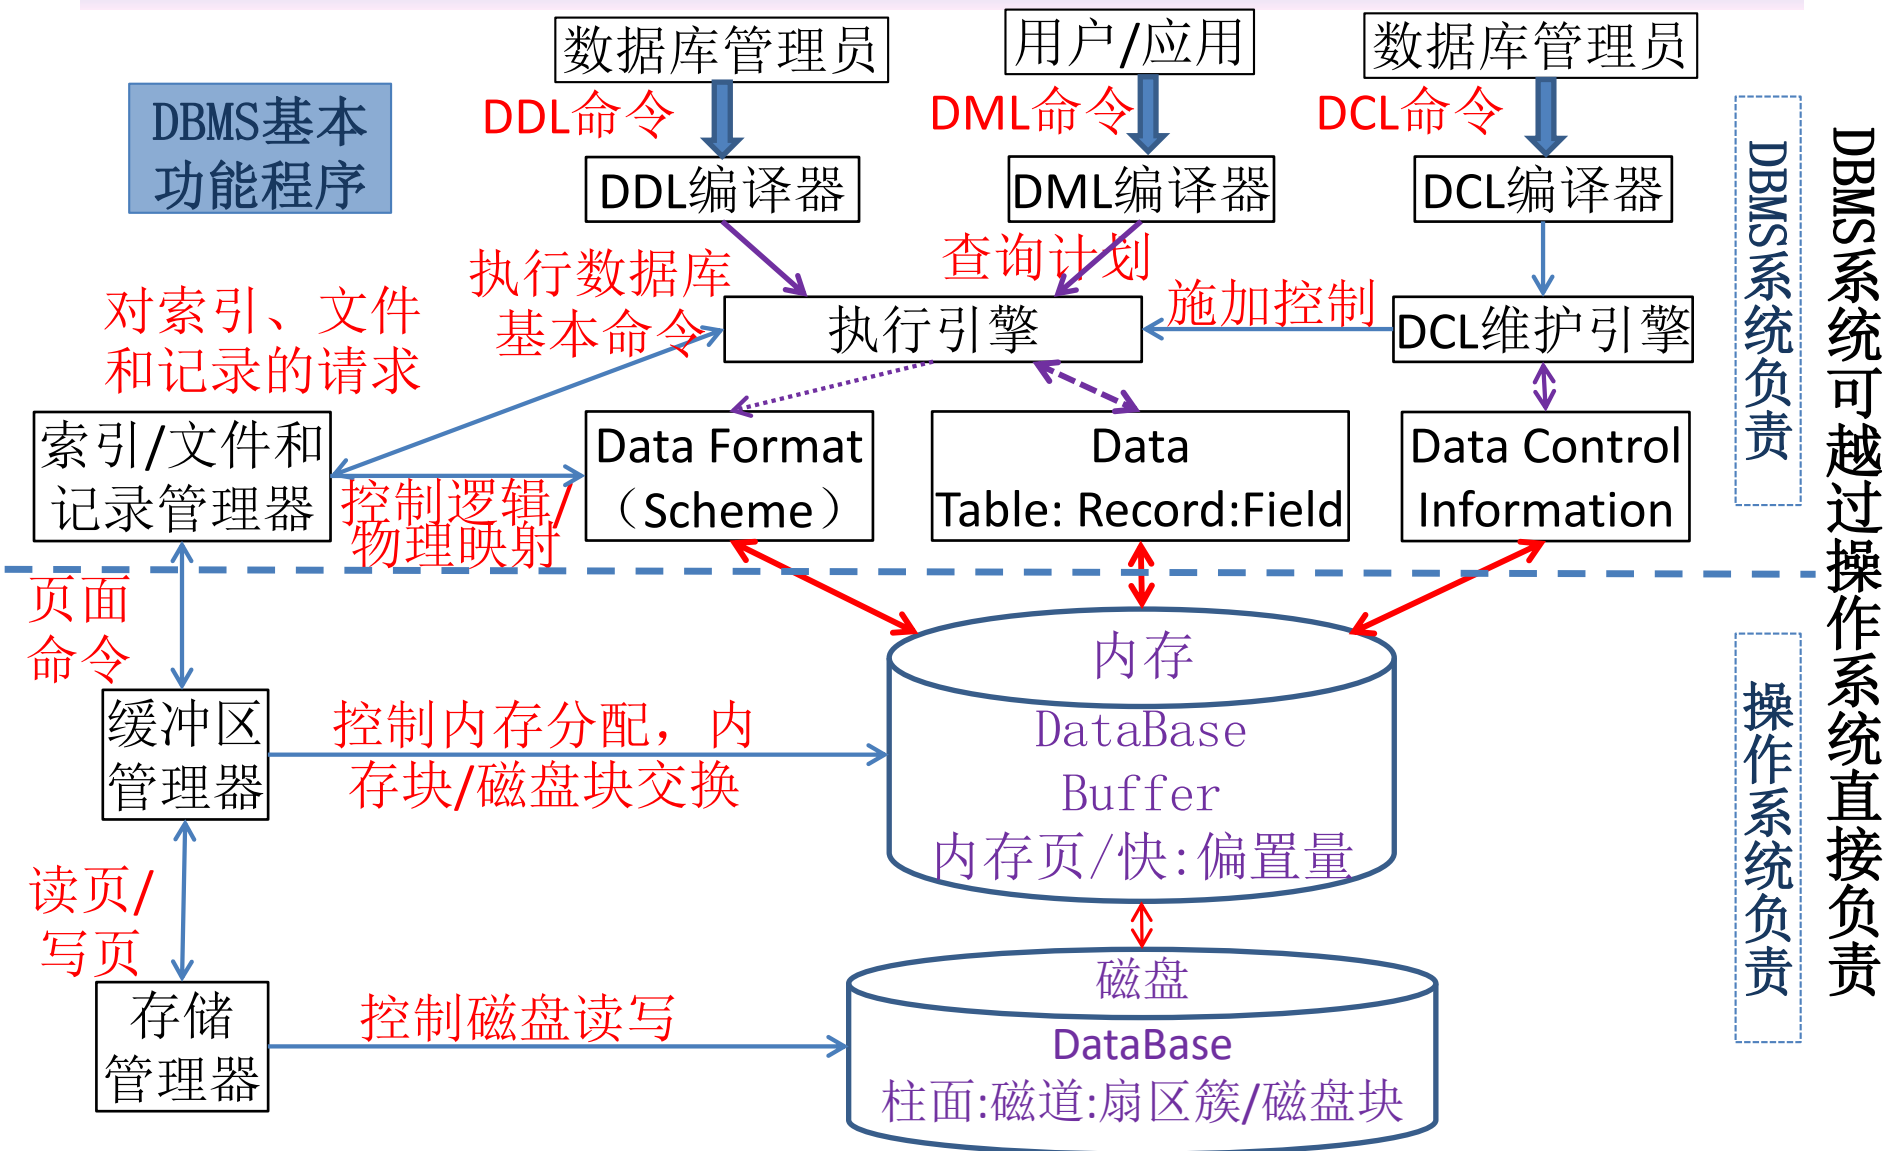 数据库管理员
用户/应用
数据库管理员
DBMS基本
功能程序
DDL命令
DML命令
DCL命令
DDL编译器
DML编译器
DCL编译器
对索引、文件
和记录的请求
执行数据库
基本命令
查询计划
执行引擎
施加控制
DCL维护引擎
索引/文件和
记录管理器
控制逻辑/
物理映射
Data Format
（Scheme）
Data
Table: Record:Field
Data Control
Information
DBMS系统负责
DBMS系统可越过操作系统直接负责
页面
命令
内存
DataBase
Buffer
内存页/快:偏置量
缓冲区
管理器
控制内存分配，内
存块/磁盘块交换
操作系统负责
读页/
写页
存储
管理器
控制磁盘读写
磁盘
DataBase
柱面:磁道:扇区簇/磁盘块